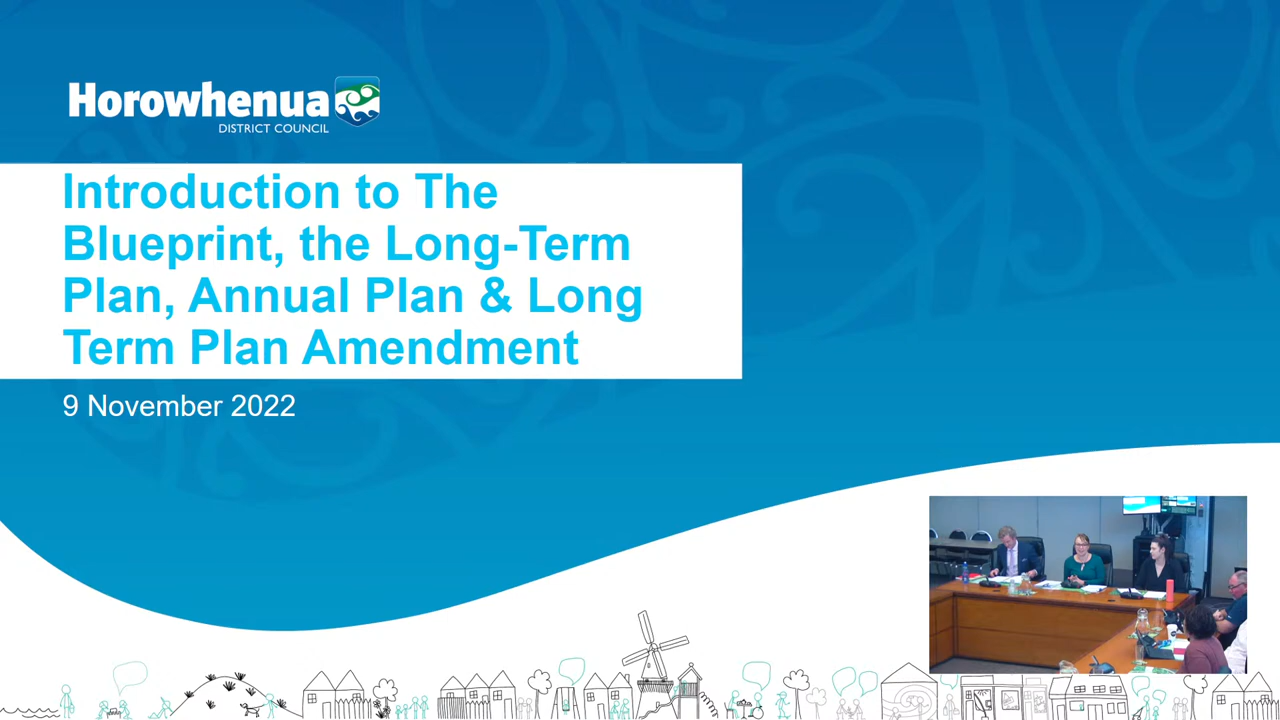 Horowhenua
DISTRICT COUNCIL
Introduction to The
Blueprint, the Long-Term
Plan, Annual Plan & Long
Term Plan Amendment
9 November 2022